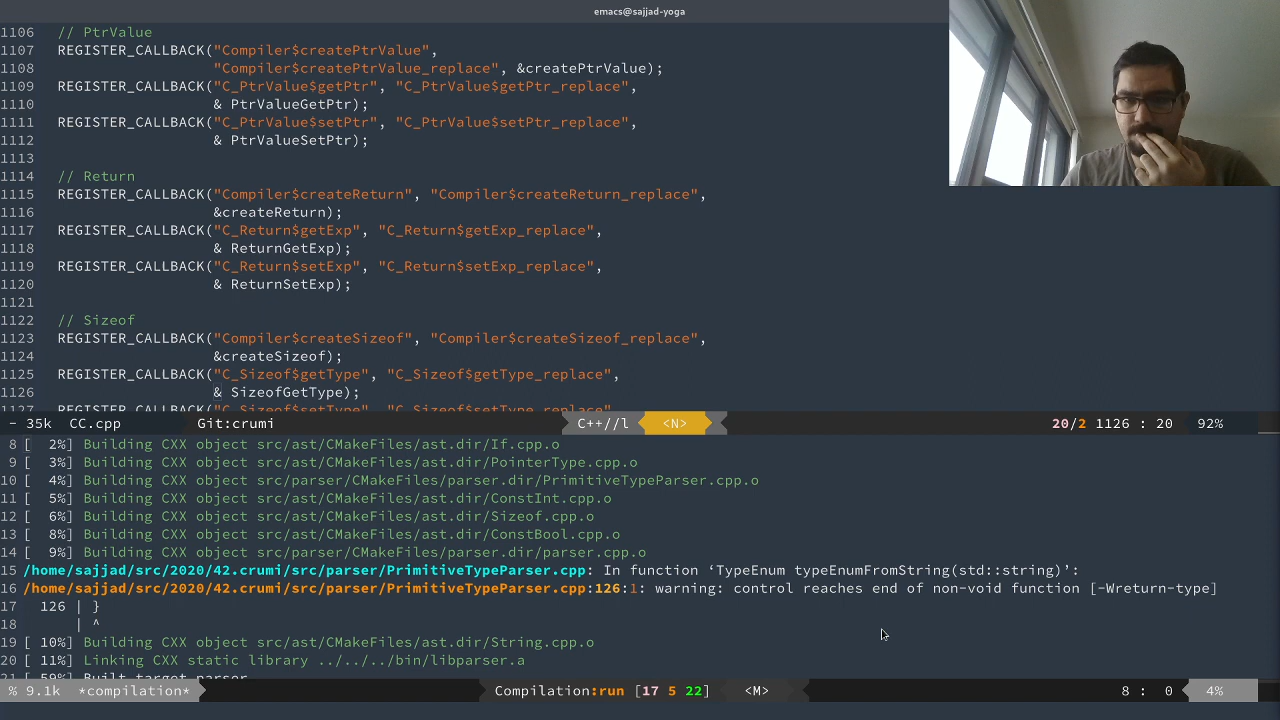 emacs@sajjad-yoga
1106 // PtrValue
1107 REGISTER_CALLBACK("Compiler$createPtrValue",
1108 "Compiler$createPtrValue_replace", &createPtrValue);
1109 REGISTER_CALLBACK("C_PtrValue$getPtr", "C_PtrValue$getPtr_replace",
1110 & PtrValueGetPtr);
1111 REGISTER_CALLBACK("C_PtrValue$setPtr", "C_PtrValue$setPtr_replace",
1112 & PtrValueSetPtr);
1113
1114 // Return
1115 REGISTER_CALLBACK("Compiler$createReturn", "Compiler$createReturn_replace",
1116 &createReturn);
1117 REGISTER_CALLBACK("C_Return$getExp", "C_Return$getExp_replace",
1118 & ReturnGetExp);
1119 REGISTER_CALLBACK("C_Return$setExp", "C_Return$setExp_replace",
1120 & ReturnSetExp);
1121
1122 // Sizeof
1123 REGISTER_CALLBACK("Compiler$createSizeof", "Compiler$createSizeof_replace",
1124 &createSizeof);
1125 REGISTER_CALLBACK("C_Sizeof$getType", "C_Sizeof$getType_replace",
1126 & SizeofGetType);
1127 REGISTER_CALLBACK("C_Sizeof$setType", "C_Sizeof$setType_replace",
- 35k CC.cpp Git:crumi C++//l <N> 20/2 1126 : 20 92%
8 [ 2%] Building CXX object src/ast/CMakeFiles/ast.dir/If.cpp.o
9 [ 3%] Building CXX object src/ast/CMakeFiles/ast.dir/PointerType.cpp.o
10 [ 4%] Building CXX object src/parser/CMakeFiles/parser.dir/PrimitiveTypeParser.cpp.o
11 [ 5%] Building CXX object src/ast/CMakeFiles/ast.dir/ConstInt.cpp.o
12 [ 6%] Building CXX object src/ast/CMakeFiles/ast.dir/Sizeof.cpp.o
13 [ 8%] Building CXX object src/ast/CMakeFiles/ast.dir/ConstBool.cpp.o
14 [ 9%] Building CXX object src/parser/CMakeFiles/parser.dir/parser.cpp.o
15 /home/sajjad/src/2020/42.crumi/src/parser/PrimitiveTypeParser.cpp: In function ‘TypeEnum typeEnumFromString(std::string)’:
16 /home/sajjad/src/2020/42.crumi/src/parser/PrimitiveTypeParser.cpp:126:1: warning: control reaches end of non-void function [-Wreturn-type]
17 126 | }
18 | ^
19 [ 10%] Building CXX object src/ast/CMakeFiles/ast.dir/String.cpp.o
20 [ 11%] Linking CXX static library ../../../bin/libparser.a
21 [ 59%] Built target parser
% 9.1k *compilation* Compilation:run [17 5 22] <M> 8 : 0 4%